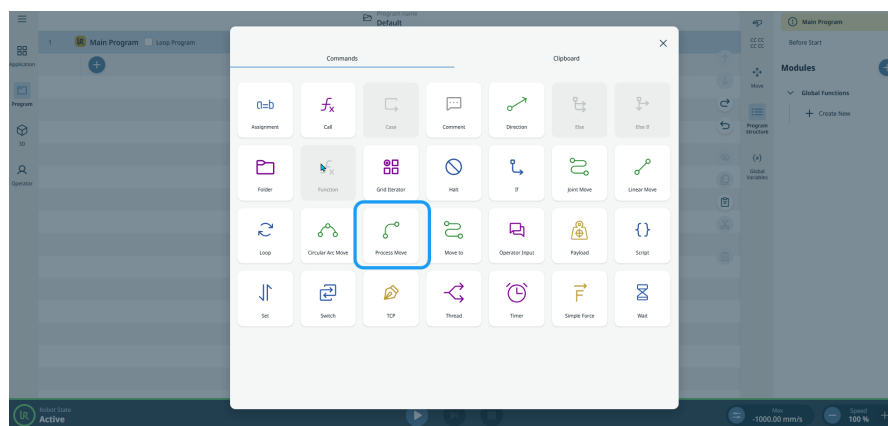 Program name
Default
1 Main Program Loop Program
Application
Program
3D
Operator
Commands
Clipboard
Assignment
Call
Case
Comment
Direction
Else
Else If
Folder
Function
Grid Iterator
Halt
If
Joint Move
Linear Move
Loop
Circular Arc Move
Process Move
Move to
Operator Input
Payload
Script
Set
Switch
TCP
Thread
Timer
Simple Force
Wait
Move
Program structure
Global Variables
Main Program
Before Start
Modules
Global Functions
Create New
Robot State
Active
Max
-1000.00 mm/s
Speed
100 %